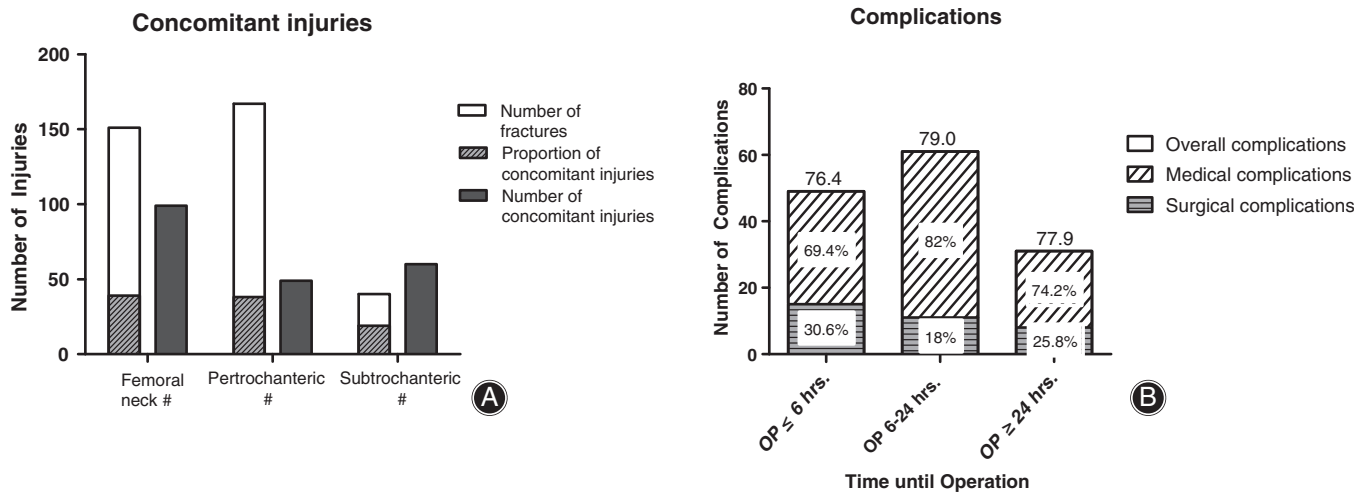 Concomitant injuries
200
150
100
50
0
Number of Injuries
Number of
fractures
Proportion of
concomitant injuries
Number of
concomitant injuries
Femoral
neck #
Pertrochanteric
#
Subtrochanteric
#
A
Complications
80
60
40
20
0
Number of Complications
76.4
69.4%
30.6%
79.0
82%
18%
77.9
74.2%
25.8%
Overall complications
Medical complications
Surgical complications
OP ≤ 6 hrs.
OP 6-24 hrs.
OP ≥ 24 hrs.
Time until Operation
B